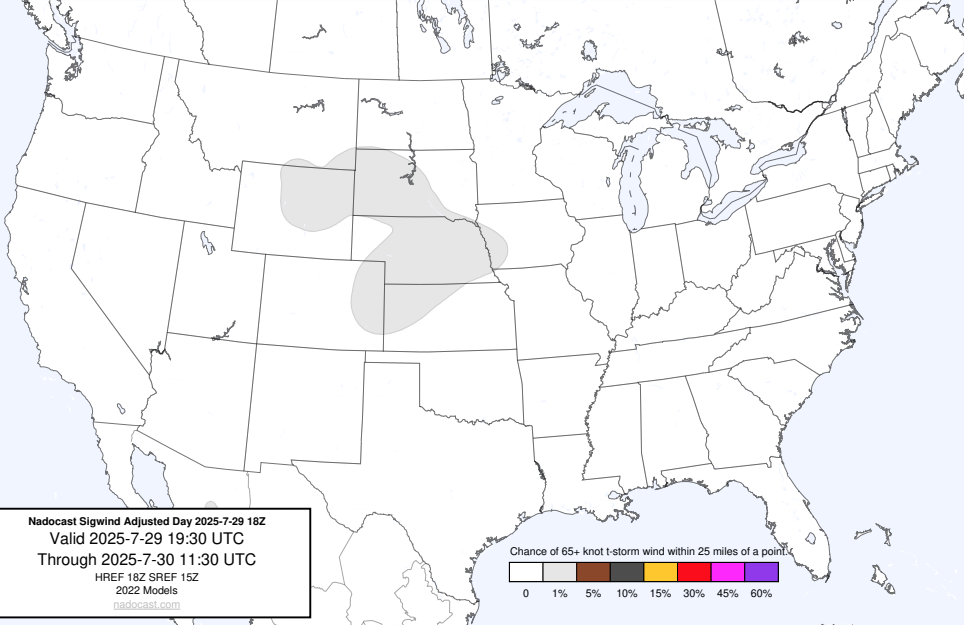 Nadocast Sigwind Adjusted Day 2025-7-29 18Z
Valid 2025-7-29 19:30 UTC
Through 2025-7-30 11:30 UTC
HREF 18Z SREF 15Z
2022 Models
nadocast.com
Chance of 65+ knot t-storm wind within 25 miles of a point.
0 1% 5% 10% 15% 30% 45% 60%